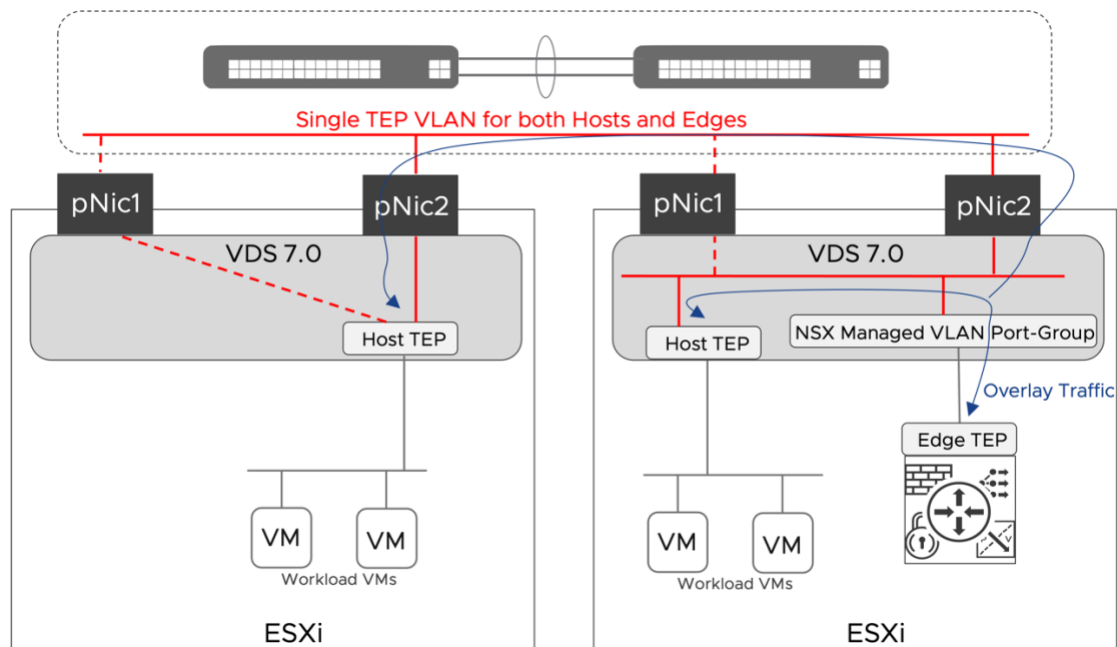 Single TEP VLAN for both Hosts and Edges
pNic1
pNic2
pNic1
pNic2
VDS 7.0
VDS 7.0
Host TEP
Host TEP
NSX Managed VLAN Port-Group
Overlay Traffic
Edge TEP
VM
VM
VM
VM
Workload VMs
Workload VMs
ESXi
ESXi